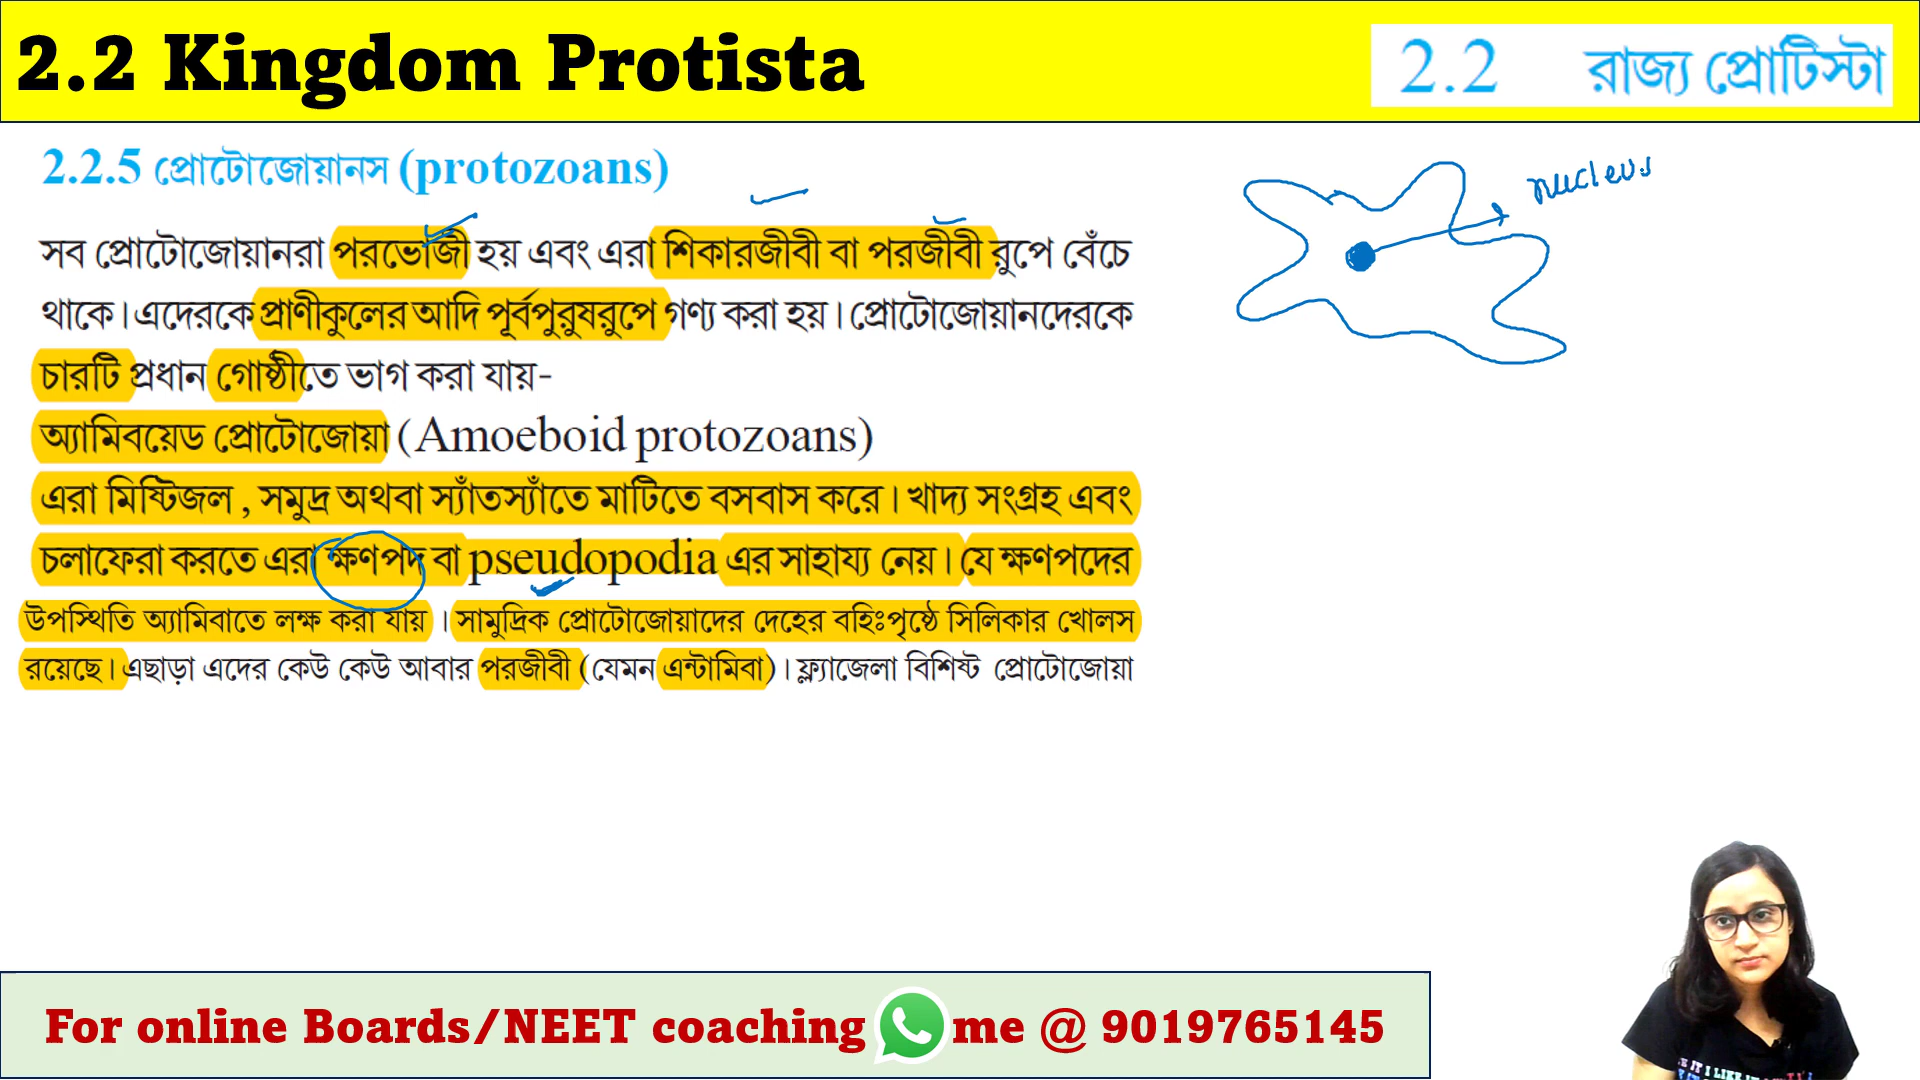 2.2 Kingdom Protista
2.2 রাজ্য প্রোটিস্টা
2.2.5 প্রোটোজোয়ানস (protozoans)
nucleus
সব প্রোটোজোয়ানরা পরভোজী হয় এবং এরা শিকারজীবী বা পরজীবী রুপে বেঁচে
থাকে। এদেরকে প্রাণীকুলের আদি পূর্বপুরুষরুপে গণ্য করা হয়। প্রোটোজোয়ানদেরকে
চারটি প্রধান গোষ্ঠীতে ভাগ করা যায়-
অ্যামিবয়েড প্রোটোজোয়া (Amoeboid protozoans)
এরা মিষ্টিজল , সমুদ্র অথবা স্যাঁতস্যাঁতে মাটিতে বসবাস করে। খাদ্য সংগ্রহ এবং
চলাফেরা করতে এরা ক্ষণপদ বা pseudopodia এর সাহায্য নেয়। যে ক্ষণপদের
উপস্থিতি অ্যামিবাতে লক্ষ করা যায় । সামুদ্রিক প্রোটোজোয়াদের দেহের বহিঃপৃষ্ঠে সিলিকার খোলস
রয়েছে। এছাড়া এদের কেউ কেউ আবার পরজীবী (যেমন এন্টামিবা)। ফ্ল্যাজেলা বিশিষ্ট প্রোটোজোয়া
For online Boards/NEET coaching me @ 9019765145